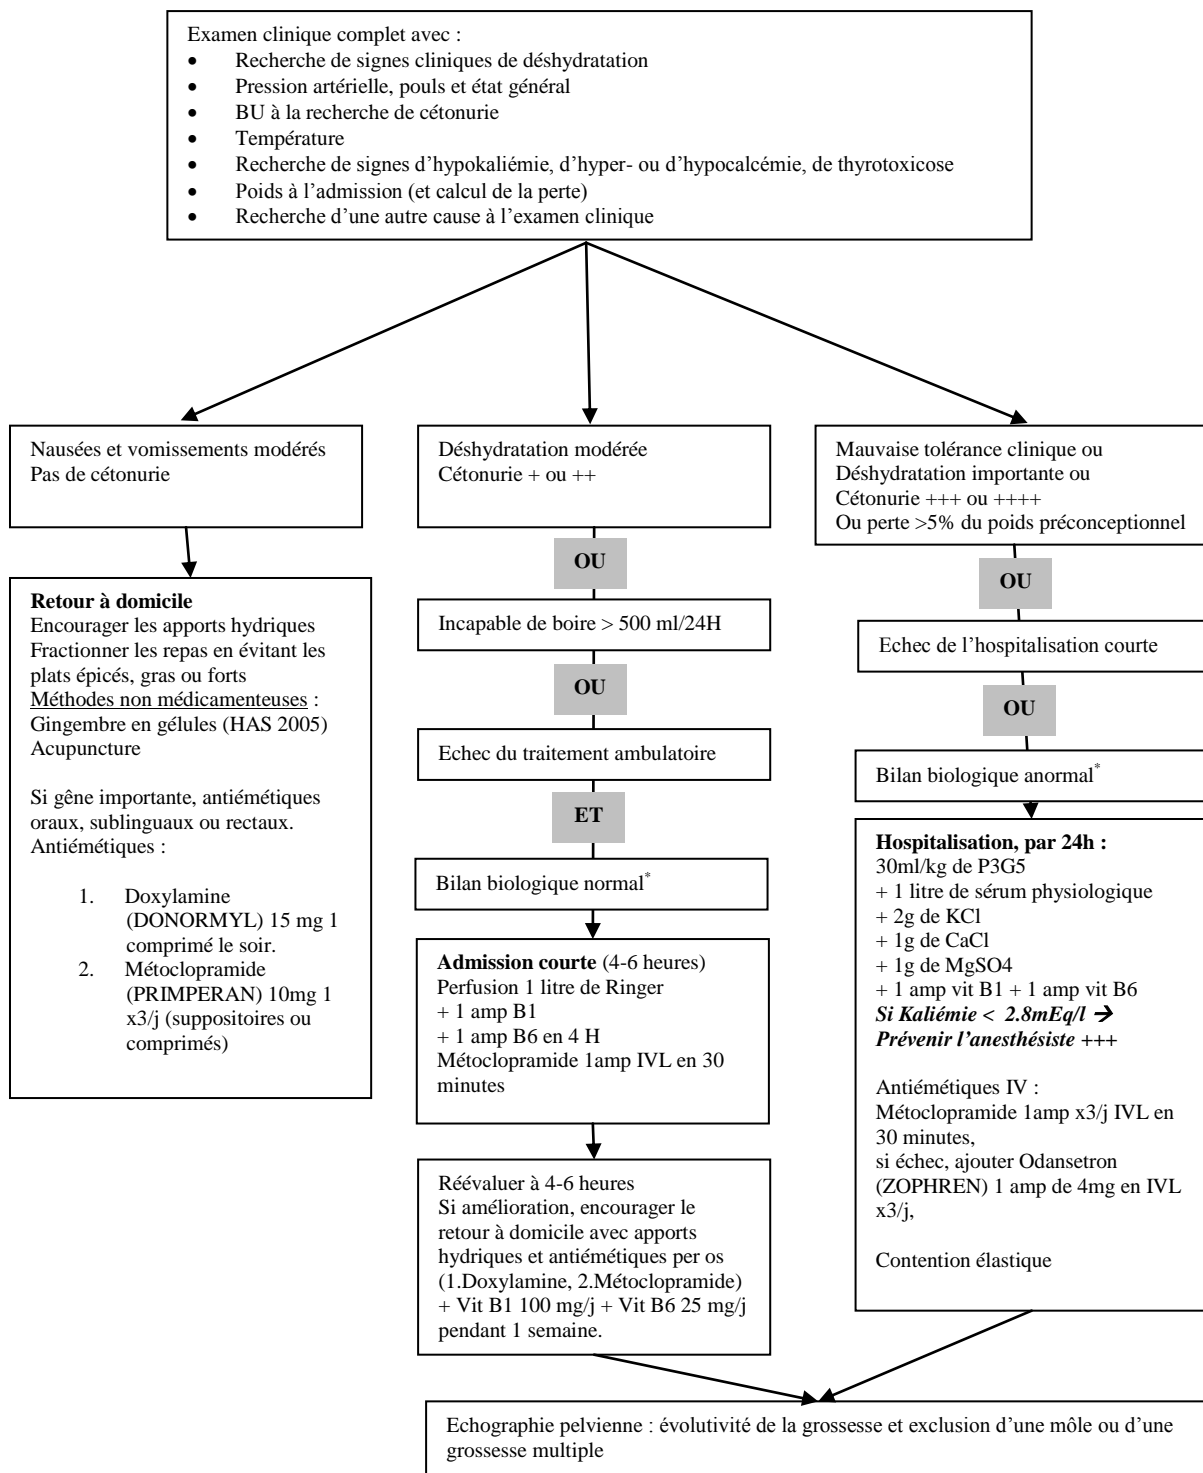 Examen clinique complet avec :
• Recherche de signes cliniques de déshydratation
• Pression artérielle, pouls et état général
• BU à la recherche de cétonurie
• Température
• Recherche de signes d’hypokaliémie, d’hyper- ou d’hypocalcémie, de thyrotoxicose
• Poids à l’admission (et calcul de la perte)
• Recherche d’une autre cause à l’examen clinique
Nausées et vomissements modérés
Pas de cétonurie
Retour à domicile
Encourager les apports hydriques
Fractionner les repas en évitant les
plats épicés, gras ou forts
Méthodes non médicamenteuses :
Gingembre en gélules (HAS 2005)
Acupuncture
Si gêne importante, antiémétiques
oraux, sublinguaux ou rectaux.
Antiémétiques :
1. Doxylamine
(DONORMYL) 15 mg 1
comprimé le soir.
2. Métoclopramide
(PRIMPERAN) 10mg 1
x3/j (suppositoires ou
comprimés)
Déshydratation modérée
Cétonurie + ou ++
OU
Incapable de boire > 500 ml/24H
OU
Echec du traitement ambulatoire
ET
Bilan biologique normal*
Admission courte (4-6 heures)
Perfusion 1 litre de Ringer
+ 1 amp B1
+ 1 amp B6 en 4 H
Métoclopramide 1amp IVL en 30
minutes
Réévaluer à 4-6 heures
Si amélioration, encourager le
retour à domicile avec apports
hydriques et antiémétiques per os
(1.Doxylamine, 2.Métoclopramide)
+ Vit B1 100 mg/j + Vit B6 25 mg/j
pendant 1 semaine.
Mauvaise tolérance clinique ou
Déshydratation importante ou
Cétonurie +++ ou ++++
Ou perte >5% du poids préconceptionnel
OU
Echec de l’hospitalisation courte
OU
Bilan biologique anormal*
Hospitalisation, par 24h :
30ml/kg de P3G5
+ 1 litre de sérum physiologique
+ 2g de KCl
+ 1g de CaCl
+ 1g de MgSO4
+ 1 amp vit B1 + 1 amp vit B6
Si Kaliémie < 2.8mEq/l ➔
Prévenir l’anesthésiste +++
Antiémétiques IV :
Métoclopramide 1amp x3/j IVL en
30 minutes,
si échec, ajouter Odansetron
(ZOPHREN) 1 amp de 4mg en IVL
x3/j,
Contention élastique
Echographie pelvienne : évolutivité de la grossesse et exclusion d’une môle ou d’une
grossesse multiple